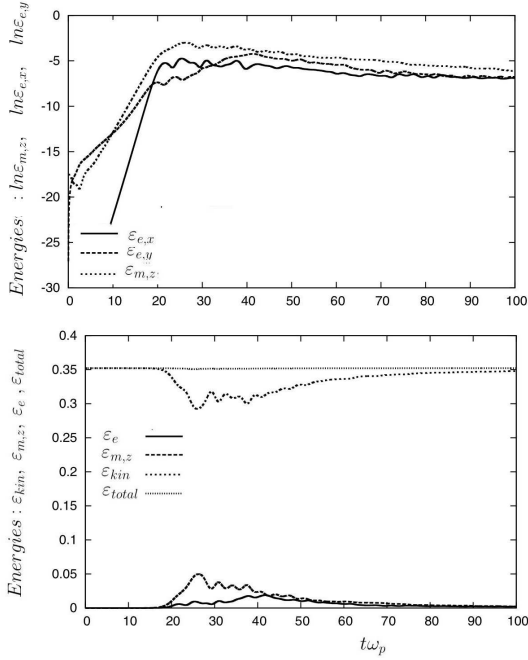 Energies : lnε_{m,z}, lnε_{e,x}, lnε_{e,y}
0
-5
-10
-15
-20
-25
-30
ε_{e,x}
ε_{e,y}
ε_{m,z}
0 10 20 30 40 50 60 70 80 90 100
Energies : ε_{kin}, ε_{m,z}, ε_e , ε_{total}
0.4
0.35
0.3
0.25
0.2
0.15
0.1
0.05
0
ε_e
ε_{m,z}
ε_{kin}
ε_{total}
0 10 20 30 40 50 60 70 80 90 100
tω_p